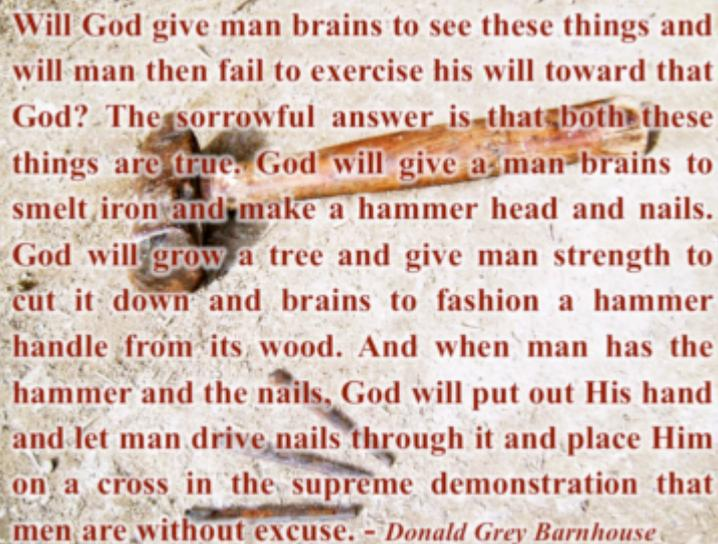 Will God give man brains to see these things and
will man then fail to exercise his will toward that
God? The sorrowful answer is that both these
things are true. God will give a man brains to
smelt iron and make a hammer head and nails.
God will grow a tree and give man strength to
cut it down and brains to fashion a hammer
handle from its wood. And when man has the
hammer and the nails, God will put out His hand
and let man drive nails through it and place Him
on a cross in the supreme demonstration that
men are without excuse. - Donald Grey Barnhouse